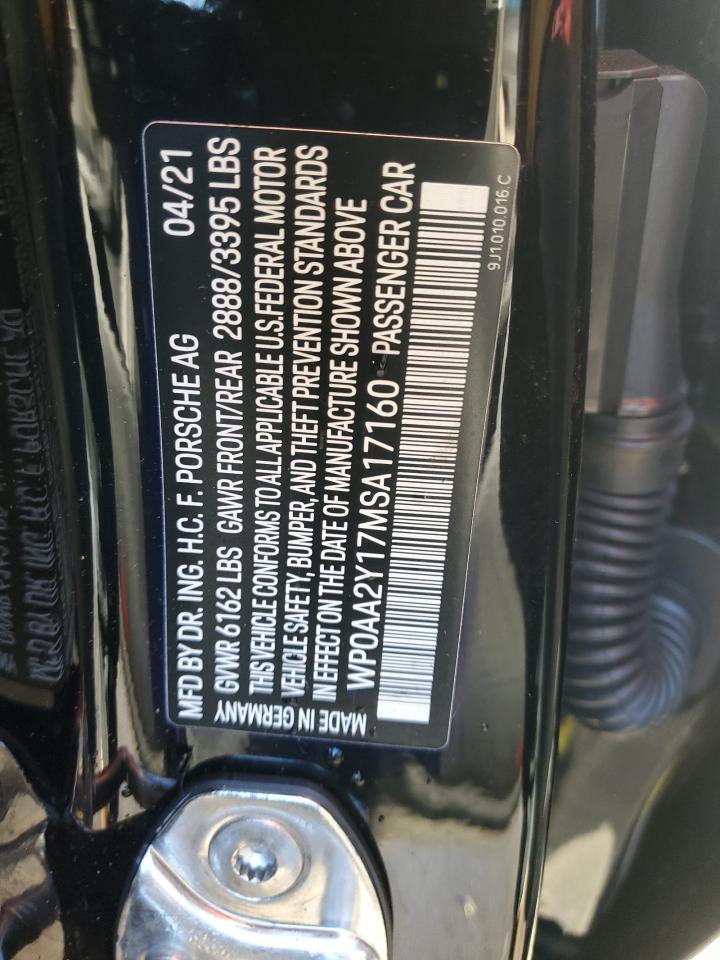 MFD BY DR. ING. H.C. F. PORSCHE AG 04/21
GVWR 6162 LBS GAWR FRONT/REAR 2888/3395 LBS
THIS VEHICLE CONFORMS TO ALL APPLICABLE U.S. FEDERAL MOTOR
VEHICLE SAFETY, BUMPER, AND THEFT PREVENTION STANDARDS
IN EFFECT ON THE DATE OF MANUFACTURE SHOWN ABOVE
WP0AA2Y17MSA17160 PASSENGER CAR
MADE IN GERMANY
9J1.010.016.C